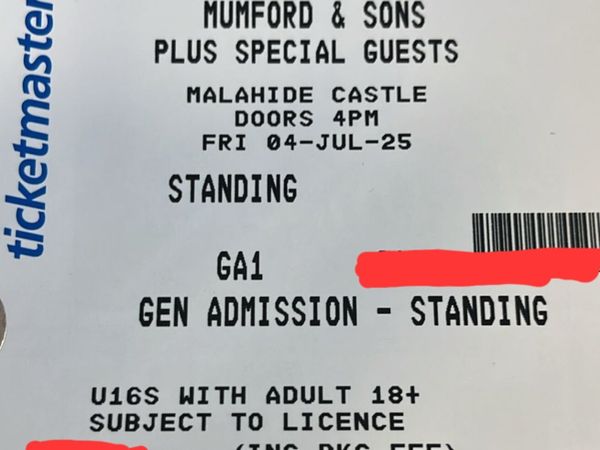 ticketmaster
MUMFORD & SONS
PLUS SPECIAL GUESTS
MALAHIDE CASTLE
DOORS 4PM
FRI 04-JUL-25
STANDING
GA1
GEN ADMISSION - STANDING
U16S WITH ADULT 18+
SUBJECT TO LICENCE